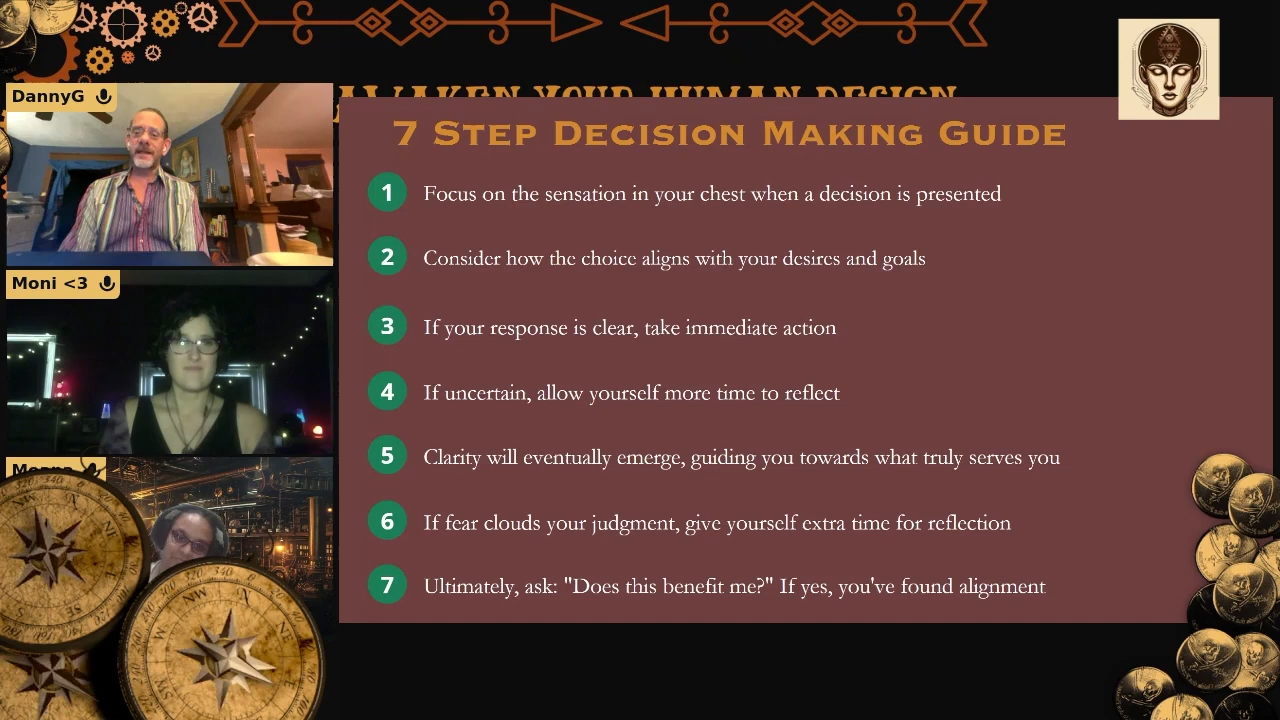 DannyG
AWAKEN YOUR HUMAN DESIGN
7 STEP DECISION MAKING GUIDE
1 Focus on the sensation in your chest when a decision is presented
2 Consider how the choice aligns with your desires and goals
Moni <3
3 If your response is clear, take immediate action
4 If uncertain, allow yourself more time to reflect
5 Clarity will eventually emerge, guiding you towards what truly serves you
6 If fear clouds your judgment, give yourself extra time for reflection
7 Ultimately, ask: "Does this benefit me?" If yes, you've found alignment